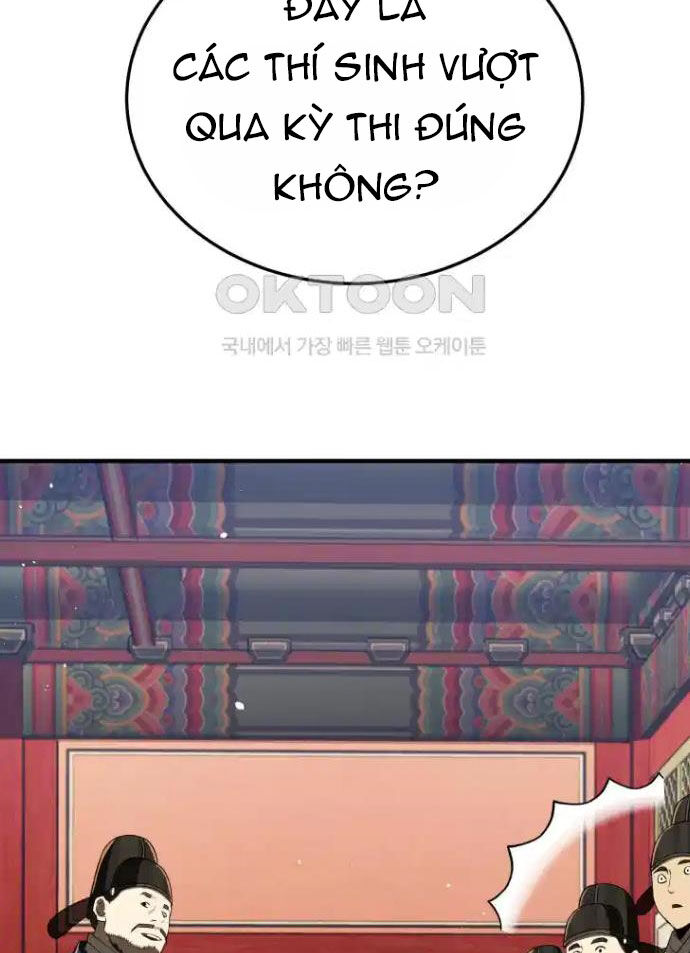 ĐÂY LÀ
CÁC THÍ SINH VƯỢT
QUA KỲ THI ĐÚNG
KHÔNG?
OKTOON
국내에서 가장 빠른 웹툰 오케이툰